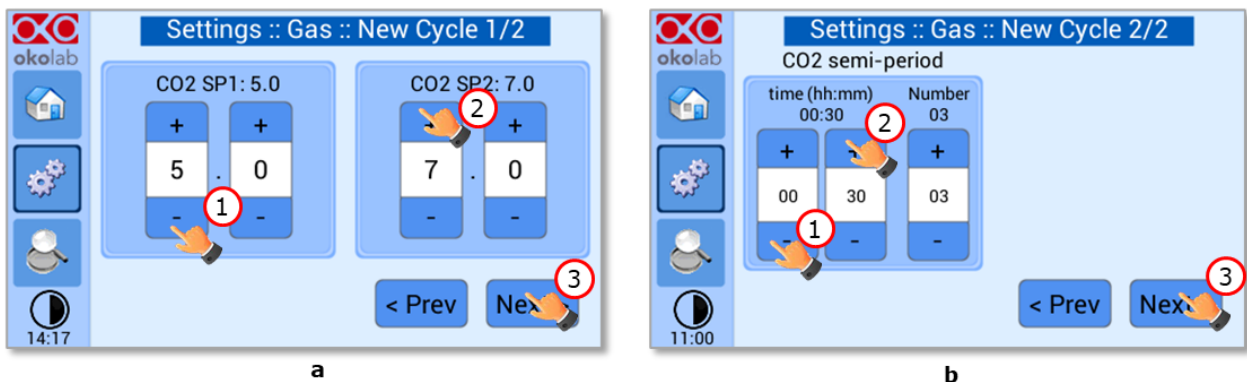 Settings :: Gas :: New Cycle 1/2
okolab
CO2 SP1: 5.0
CO2 SP2: 7.0
+ + +
2
5 . 0
7 . 0
1
- - - -
3
< Prev
14:17
a
Settings :: Gas :: New Cycle 2/2
okolab
CO2 semi-period
time (hh:mm) Number
00:30 03
2
+ +
00 30 03
1
- - -
3
< Prev Next
11:00
b